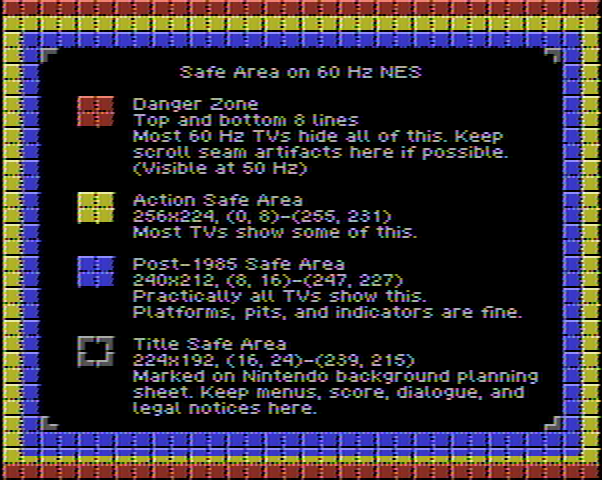 Safe Area on 60 Hz NES
Danger Zone
Top and bottom 8 lines
Most 60 Hz TVs hide all of this. Keep
scroll seam artifacts here if possible.
(Visible at 50 Hz)
Action Safe Area
256x224, (0, 8)-(255, 231)
Most TVs show some of this.
Post-1985 Safe Area
240x212, (8, 16)-(247, 227)
Practically all TVs show this.
Platforms, pits, and indicators are fine.
Title Safe Area
224x192, (16, 24)-(239, 215)
Marked on Nintendo background planning
sheet. Keep menus, score, dialogue, and
legal notices here.